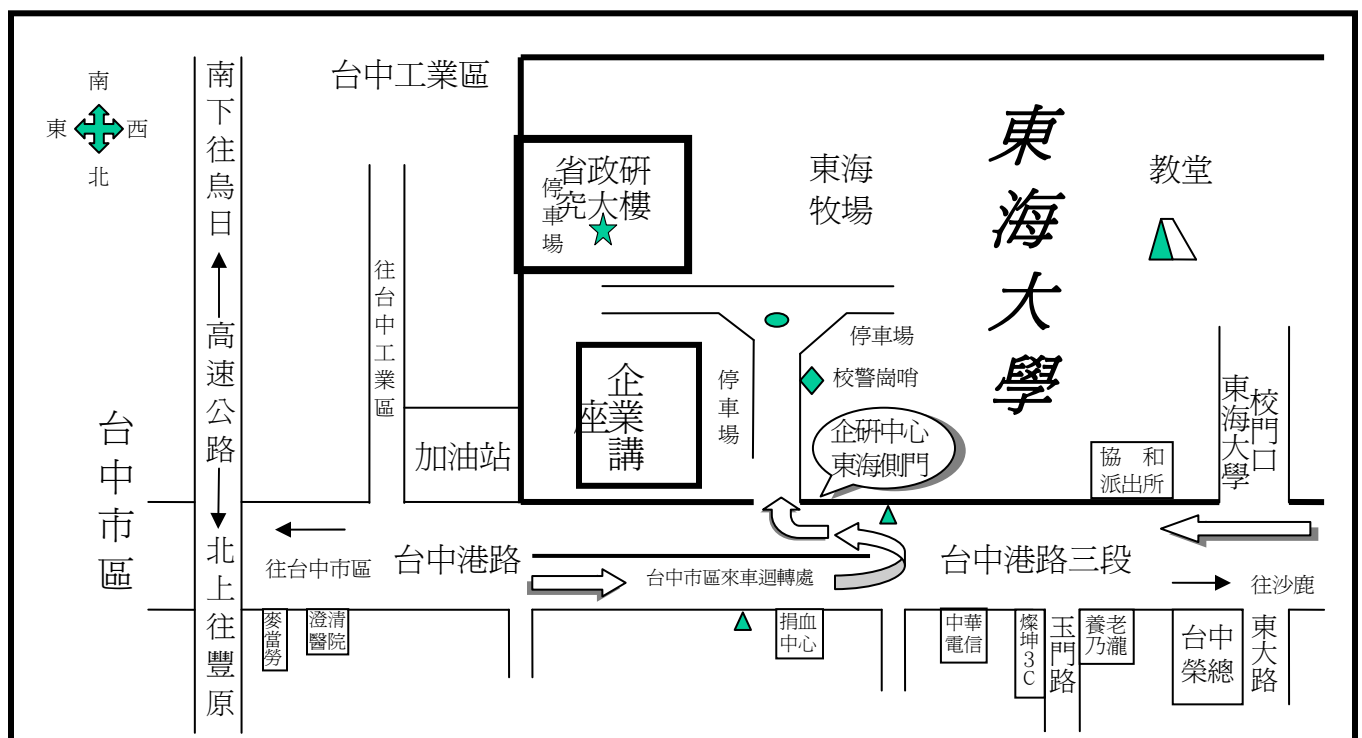 南
東 西
北
南下往烏日
高速公路
北上往豐原
台中市區
台中工業區
往台中工業區
加油站
省政研
究大樓
停車場
東海
牧場
東海大學
教堂
企業講
座
停車場
停車場
校警崗哨
企研中心
東海側門
協 和
派出所
東海大學
校門口
往台中市區
台中港路
台中市區來車迴轉處
台中港路三段
往沙鹿
麥當勞
澄清
醫院
捐血
中心
中華
電信
燦坤3C
玉門路
養老
乃瀧
台中
榮總
東大路